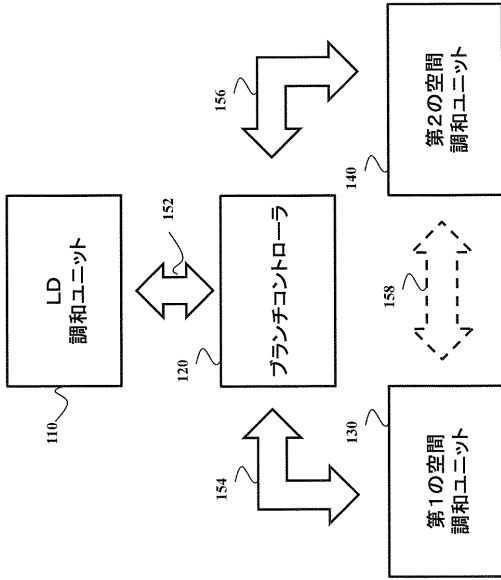 LD
調和ユニット
110
152
ブランチコントローラ
120
154
156
第1の空間
調和ユニット
130
158
第2の空間
調和ユニット
140